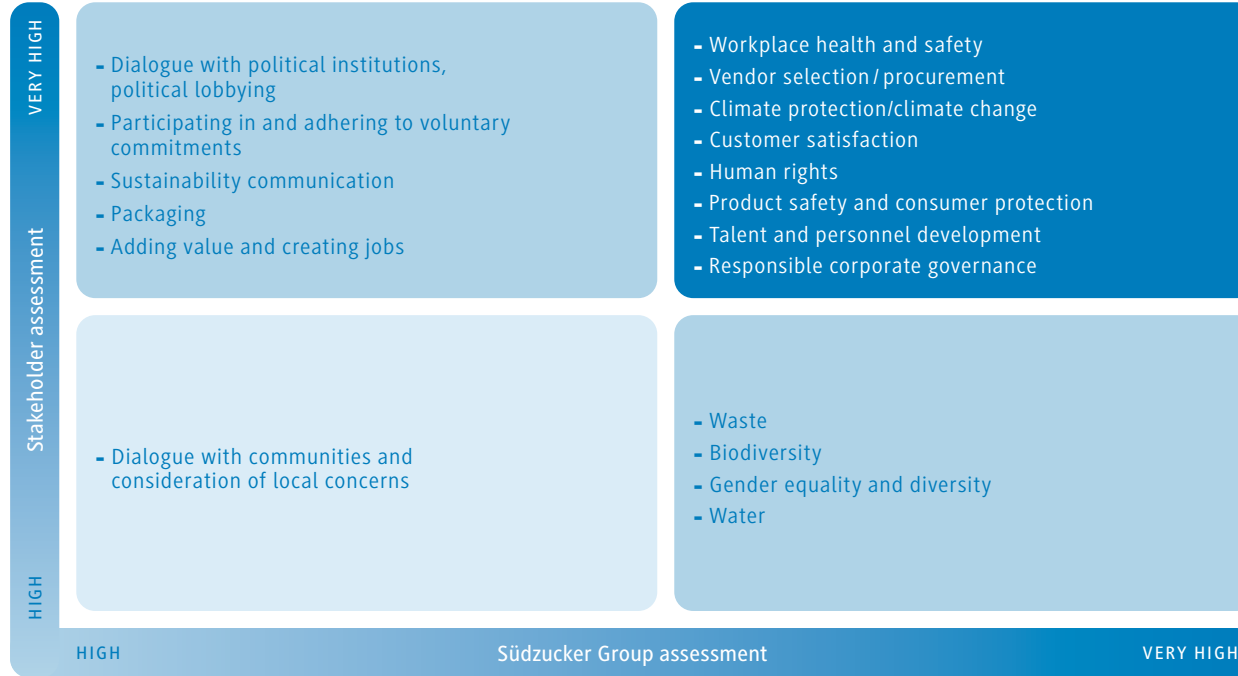 VERY HIGH
Stakeholder assessment
HIGH
- Dialogue with political institutions,
political lobbying
- Participating in and adhering to voluntary
commitments
- Sustainability communication
- Packaging
- Adding value and creating jobs
- Workplace health and safety
- Vendor selection / procurement
- Climate protection/climate change
- Customer satisfaction
- Human rights
- Product safety and consumer protection
- Talent and personnel development
- Responsible corporate governance
- Dialogue with communities and
consideration of local concerns
- Waste
- Biodiversity
- Gender equality and diversity
- Water
HIGH
Südzucker Group assessment
VERY HIGH